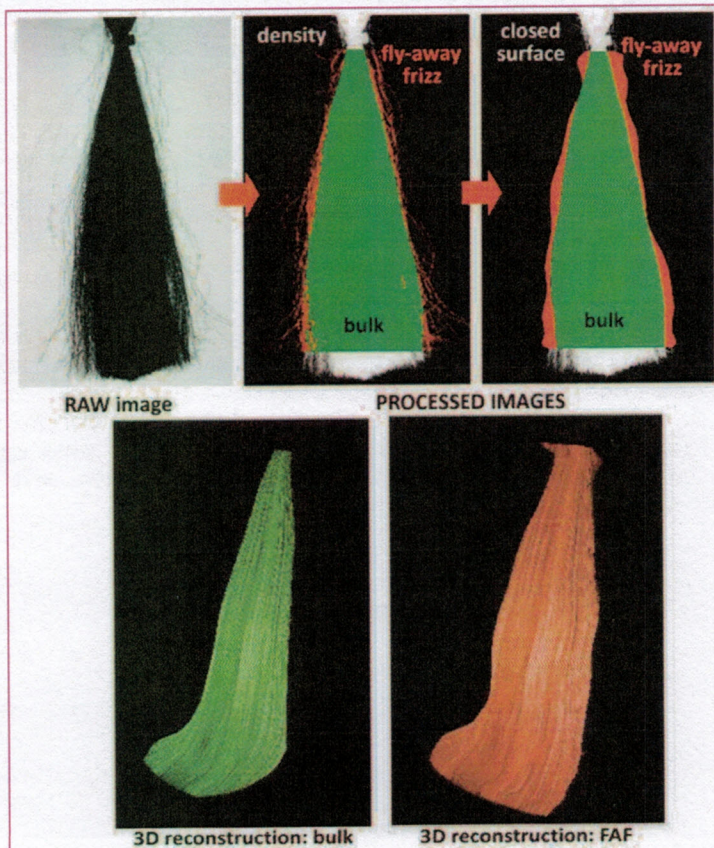 density
fly-away
frizz
bulk
closed
surface
fly-away
frizz
bulk
RAW image
PROCESSED IMAGES
3D reconstruction: bulk
3D reconstruction: FAF